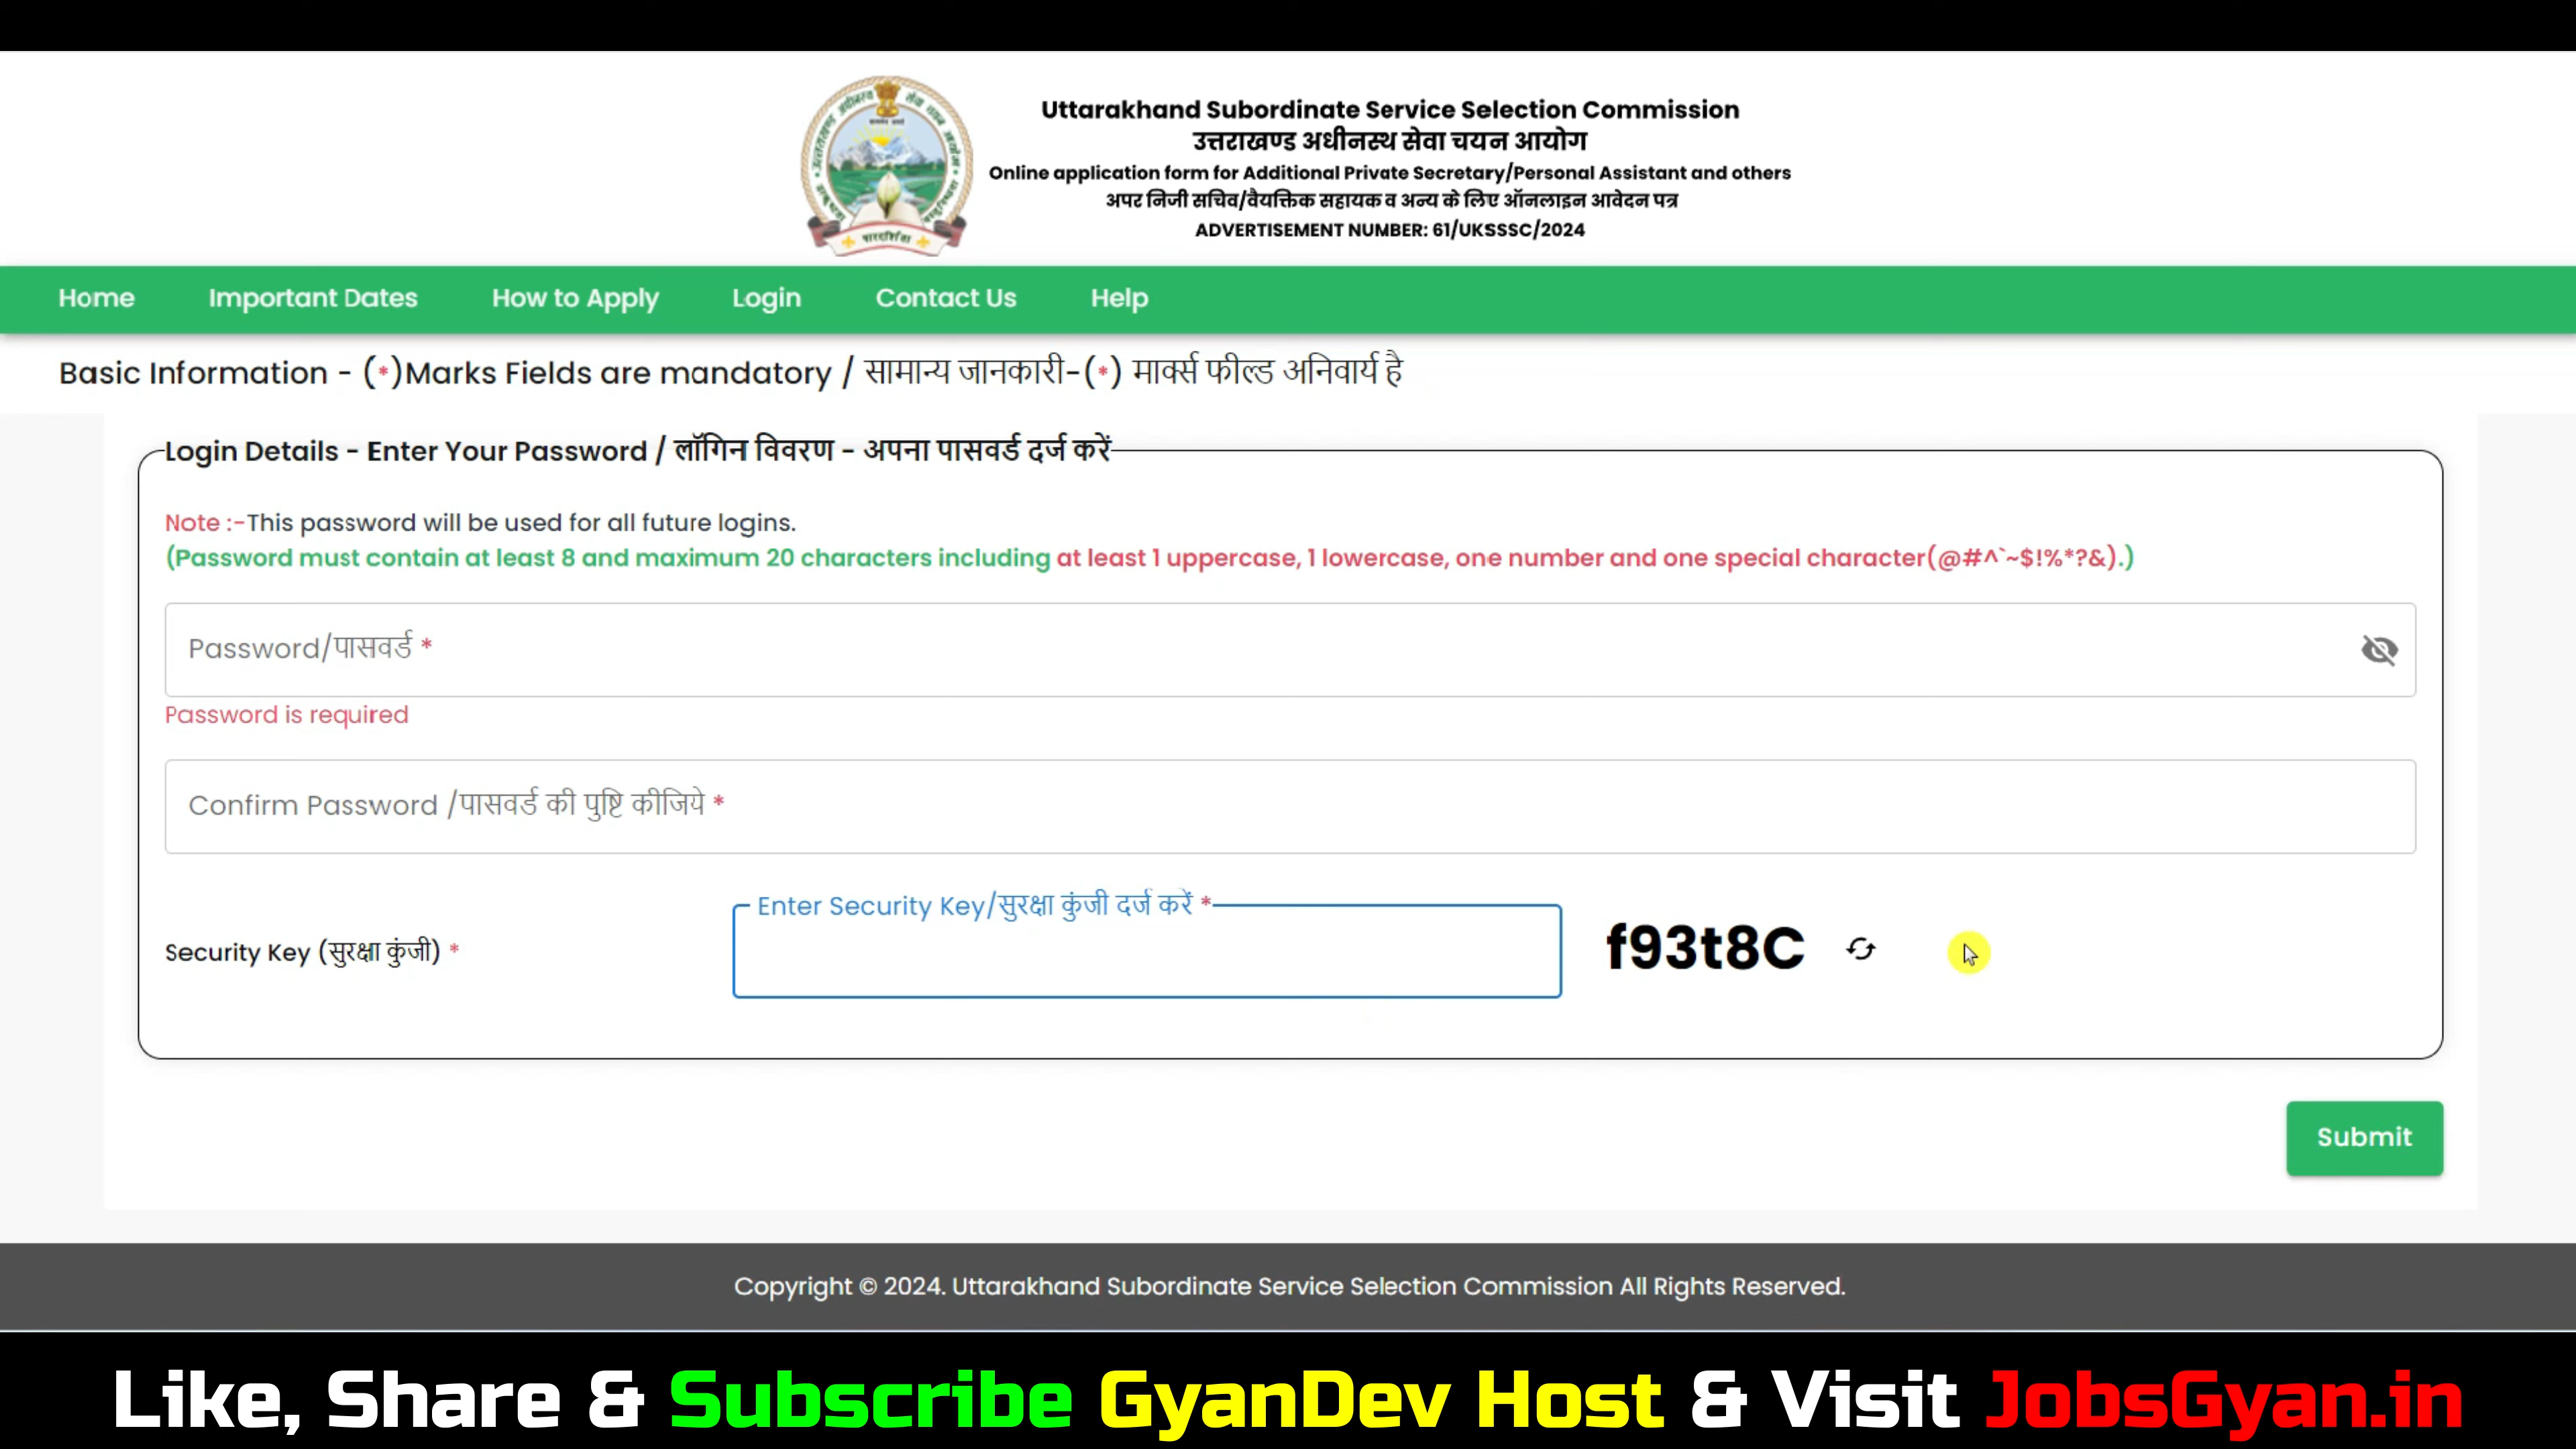 Uttarakhand Subordinate Service Selection Commission
उत्तराखण्ड अधीनस्थ सेवा चयन आयोग
Online application form for Additional Private Secretary/Personal Assistant and others
अपर निजी सचिव/वैयक्तिक सहायक व अन्य के लिए ऑनलाइन आवेदन पत्र
ADVERTISEMENT NUMBER: 61/UKSSSC/2024
पारदर्शिता
Home Important Dates How to Apply Login Contact Us Help
Basic Information - (*)Marks Fields are mandatory / सामान्य जानकारी-(*) मार्क्स फील्ड अनिवार्य है
Login Details - Enter Your Password / लॉगिन विवरण - अपना पासवर्ड दर्ज करें
Note :-This password will be used for all future logins.
(Password must contain at least 8 and maximum 20 characters including at least 1 uppercase, 1 lowercase, one number and one special character(@#^`~$!%*?&).)
Password/पासवर्ड *
Password is required
Confirm Password /पासवर्ड की पुष्टि कीजिये *
Enter Security Key/सुरक्षा कुंजी दर्ज करें *
Security Key (सुरक्षा कुंजी) * f93t8C
Submit
Copyright © 2024. Uttarakhand Subordinate Service Selection Commission All Rights Reserved.
Like, Share & Subscribe GyanDev Host & Visit JobsGyan.in